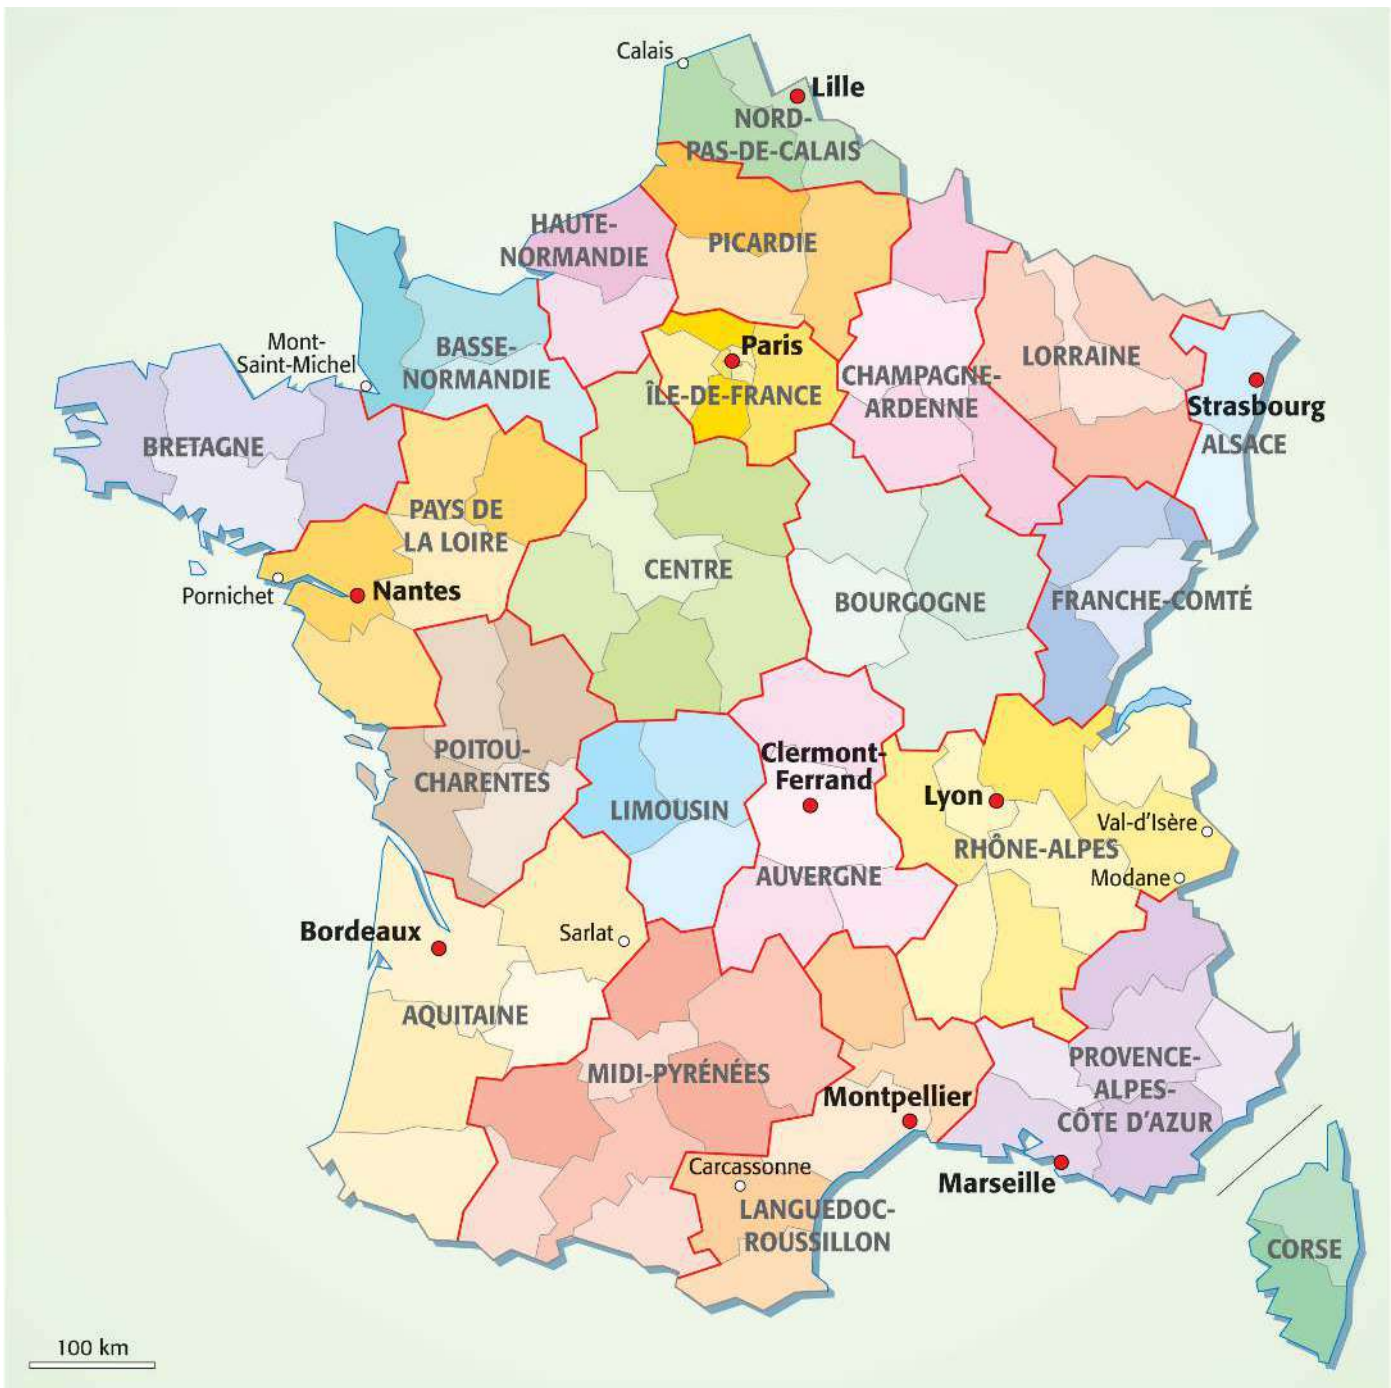 Calais
Lille
NORD-
PAS-DE-CALAIS
HAUTE-
NORMANDIE
PICARDIE
Mont-
Saint-Michel
BASSE-
NORMANDIE
Paris
ÎLE-DE-FRANCE
CHAMPAGNE-
ARDENNE
LORRAINE
Strasbourg
ALSACE
BRETAGNE
PAYS DE
LA LOIRE
Pornichet
Nantes
CENTRE
BOURGOGNE
FRANCHE-COMTÉ
POITOU-
CHARENTES
LIMOUSIN
Clermont-
Ferrand
AUVERGNE
Lyon
RHÔNE-ALPES
Val-d'Isère
Modane
Bordeaux
Sarlat
AQUITAINE
MIDI-PYRÉNÉES
Montpellier
PROVENCE-
ALPES-
CÔTE D'AZUR
Marseille
Carcassonne
LANGUEDOC-
ROUSSILLON
CORSE
100 km